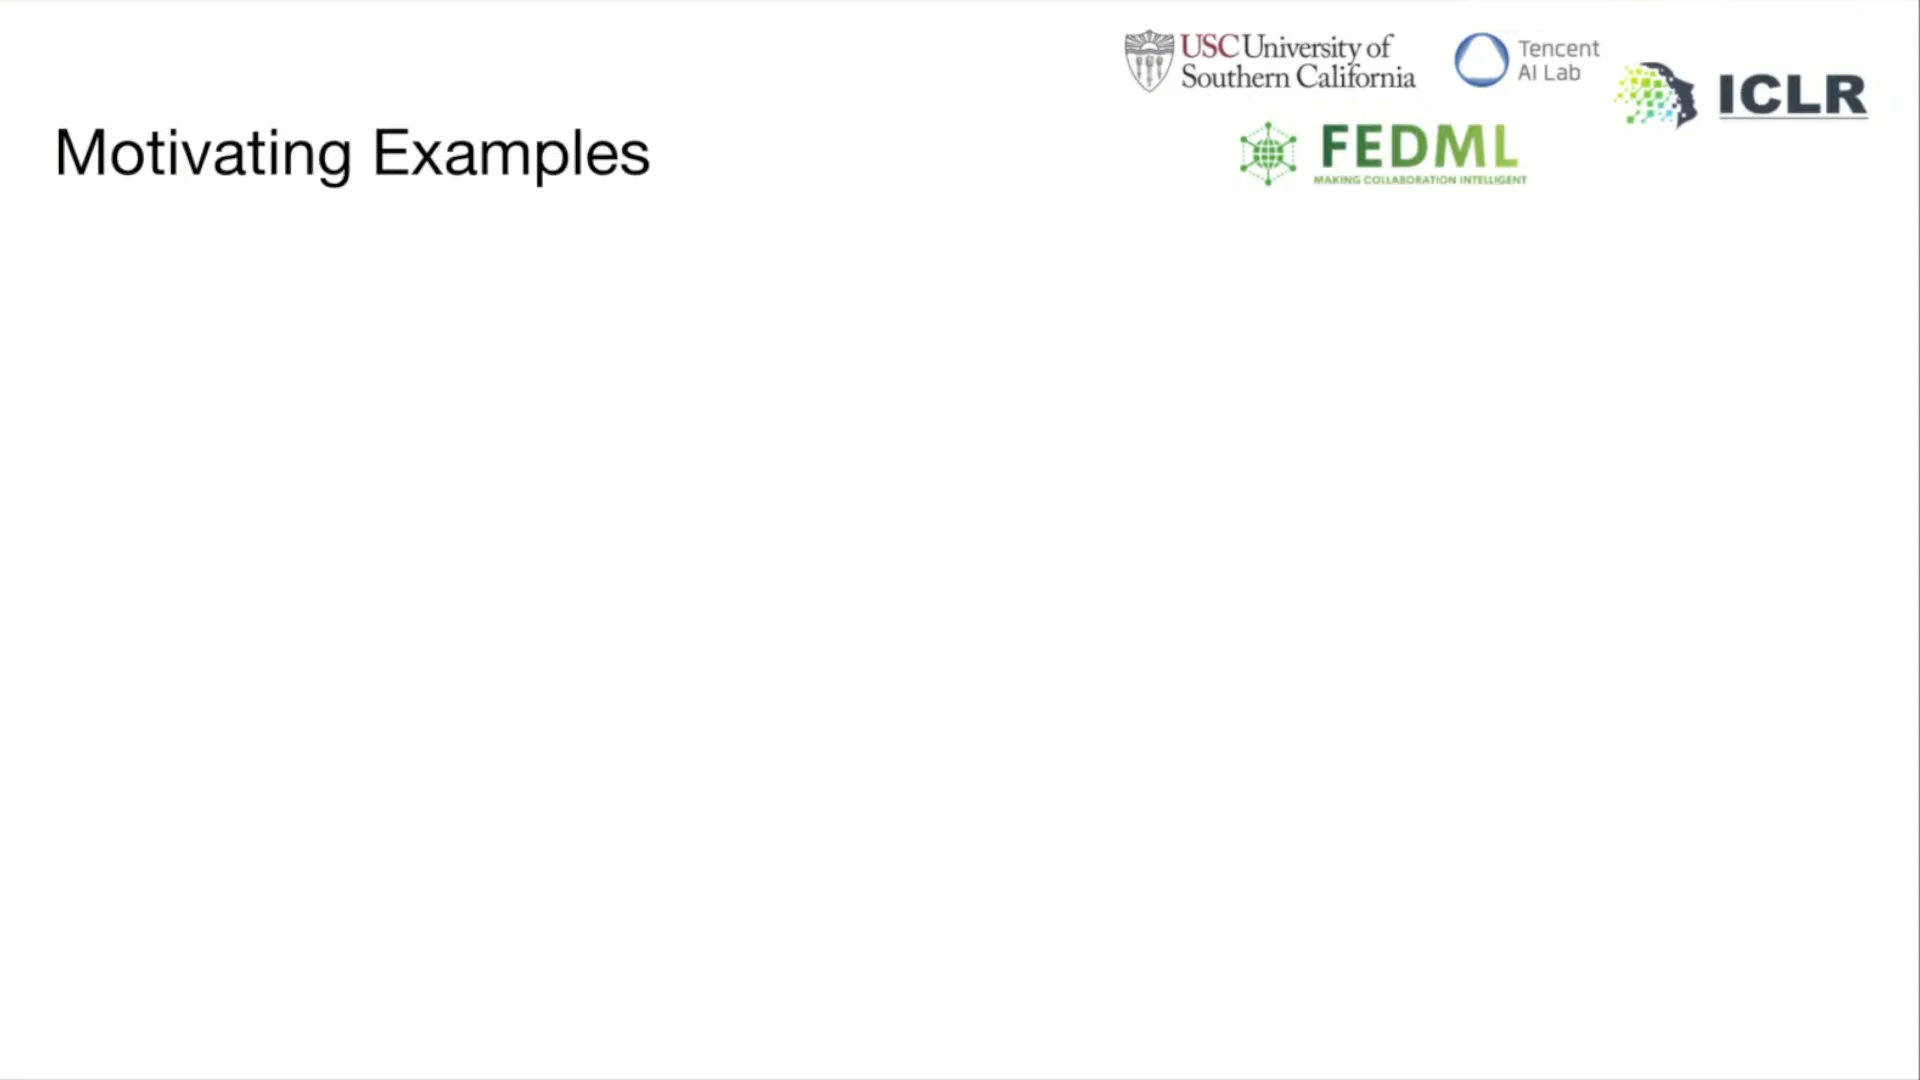 USC University of
Southern California
Tencent
AI Lab
ICLR
FEDML
MAKING COLLABORATION INTELLIGENT
Motivating Examples